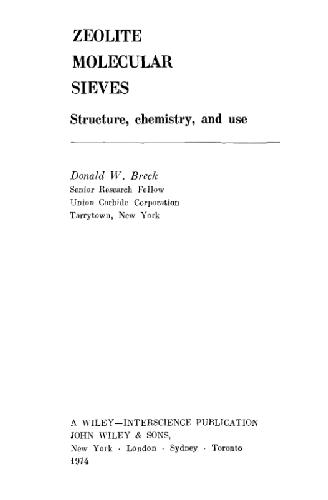 ZEOLITE
MOLECULAR
SIEVES
Structure, chemistry, and use
Donald W. Breck
Senior Research Fellow
Union Carbide Corporation
Tarrytown, New York
A WILEY—INTERSCIENCE PUBLICATION
JOHN WILEY & SONS,
New York · London · Sydney · Toronto
1974